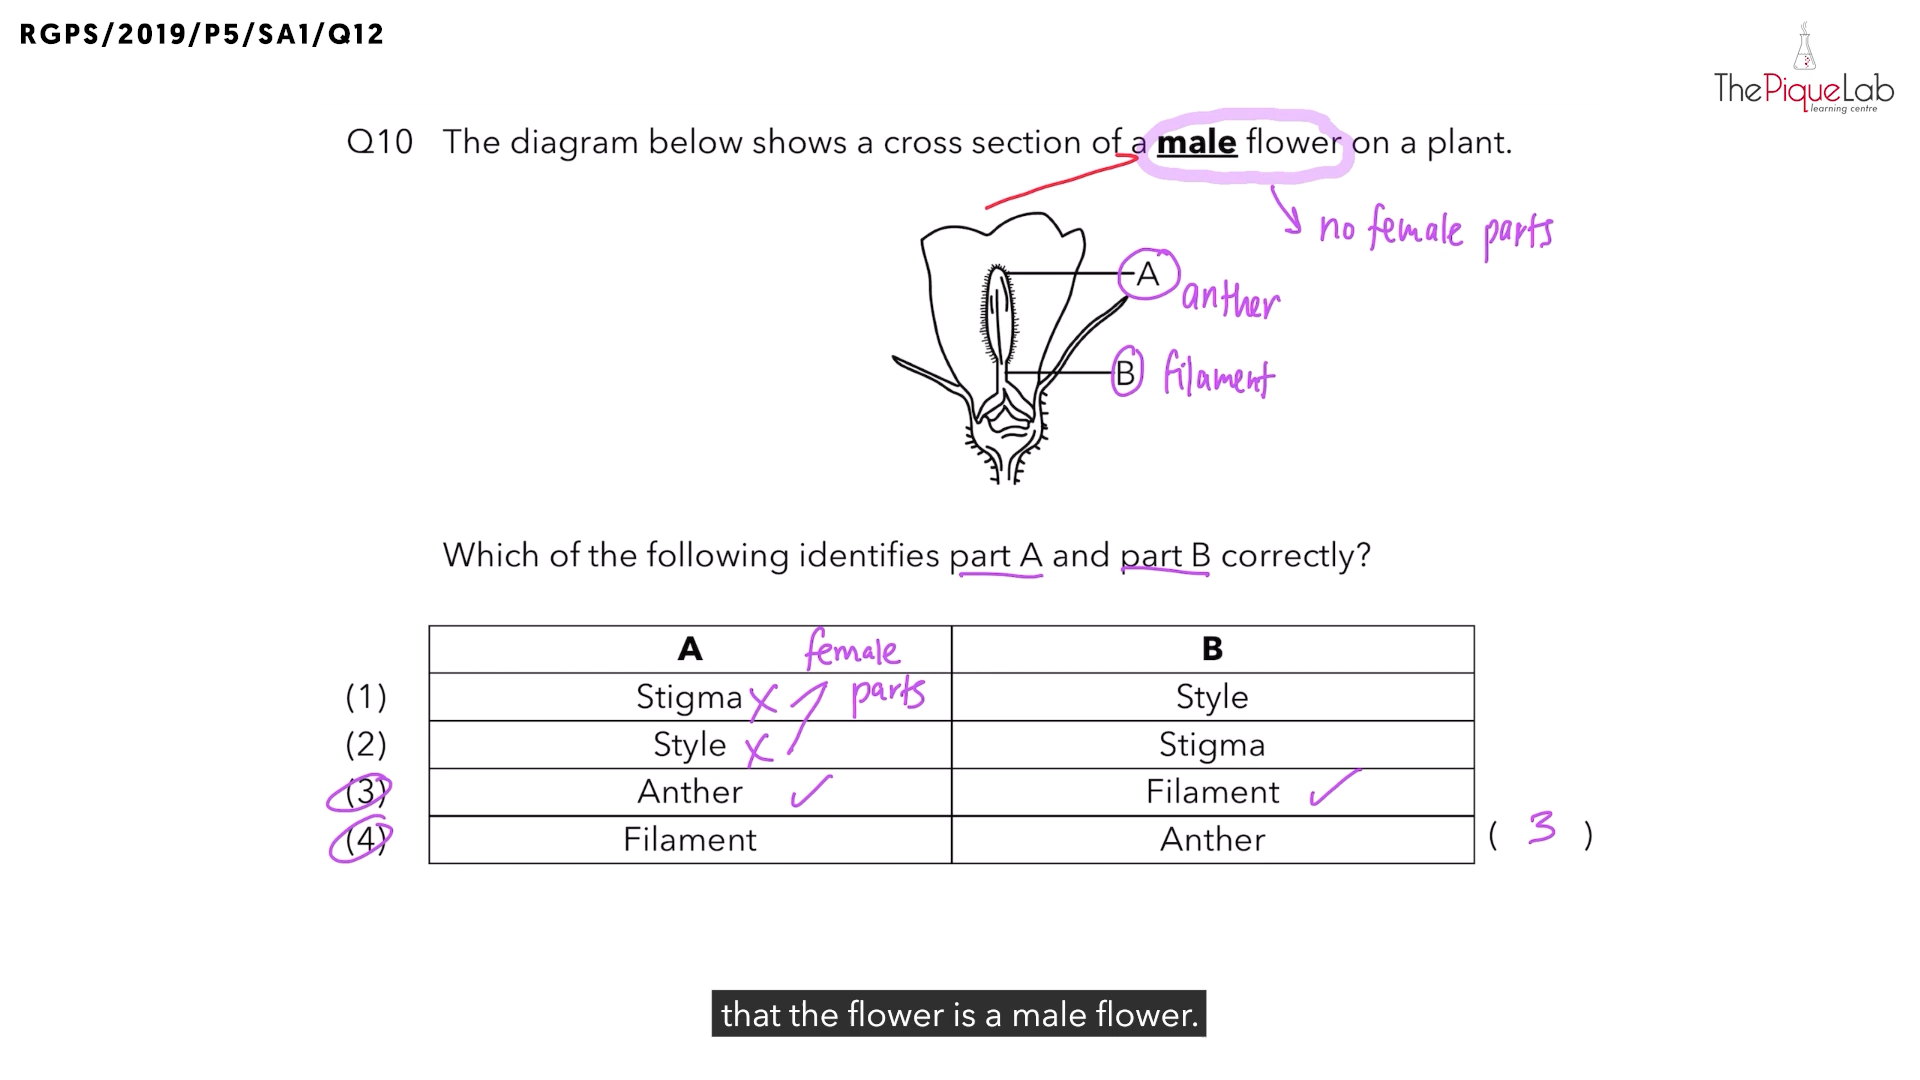 RGPS/2019/P5/SA1/Q12
ThePiqueLab
learning centre
Q10 The diagram below shows a cross section of a male flower on a plant.
no female parts
A anther
B filament
Which of the following identifies part A and part B correctly?
A female B
(1) Stigma x parts Style
(2) Style x Stigma
(3) Anther ✓ Filament ✓
(4) Filament Anther ( 3 )
that the flower is a male flower.